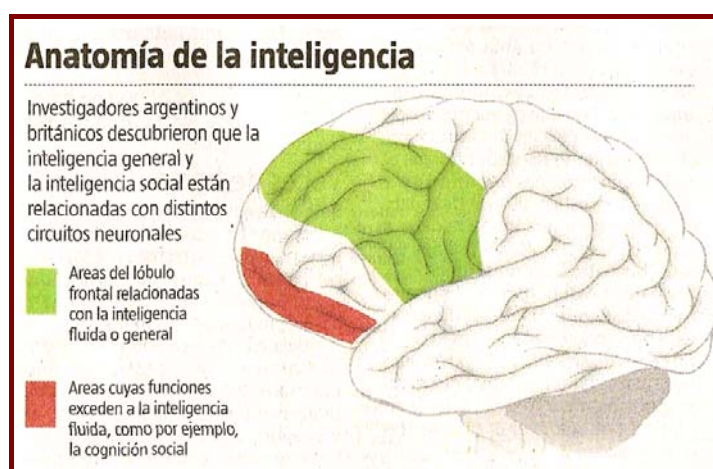 Anatomía de la inteligencia
Investigadores argentinos y
británicos descubrieron que la
inteligencia general y
la inteligencia social están
relacionadas con distintos
circuitos neuronales
Areas del lóbulo
frontal relacionadas
con la inteligencia
fluida o general
Areas cuyas funciones
exceden a la inteligencia
fluida, como por ejemplo,
la cognición social